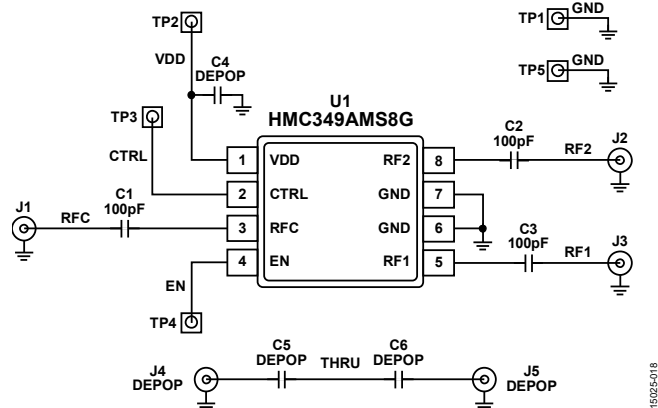 TP2
TP1
GND
VDD
C4
DEPOP
TP5
GND
U1
HMC349AMS8G
TP3
CTRL
C2
100pF
RF2
J2
1
VDD
RF2
8
2
CTRL
GND
7
J1
RFC
C1
100pF
3
RFC
GND
6
C3
100pF
RF1
J3
4
EN
RF1
5
EN
TP4
C5
DEPOP
THRU
C6
DEPOP
J4
DEPOP
J5
DEPOP
15025-018